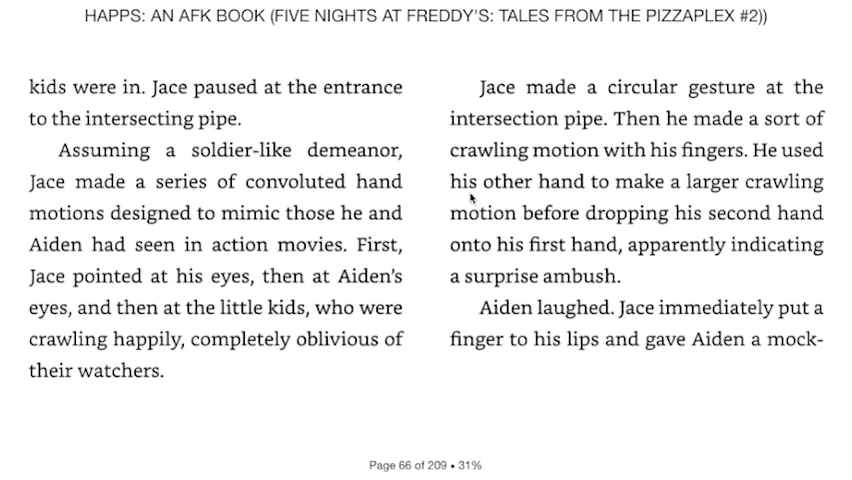 HAPPS: AN AFK BOOK (FIVE NIGHTS AT FREDDY'S: TALES FROM THE PIZZAPLEX #2))
kids were in. Jace paused at the entrance
to the intersecting pipe.
Assuming a soldier-like demeanor,
Jace made a series of convoluted hand
motions designed to mimic those he and
Aiden had seen in action movies. First,
Jace pointed at his eyes, then at Aiden’s
eyes, and then at the little kids, who were
crawling happily, completely oblivious of
their watchers.
Jace made a circular gesture at the
intersection pipe. Then he made a sort of
crawling motion with his fingers. He used
his other hand to make a larger crawling
motion before dropping his second hand
onto his first hand, apparently indicating
a surprise ambush.
Aiden laughed. Jace immediately put a
finger to his lips and gave Aiden a mock-
Page 66 of 209 • 31%